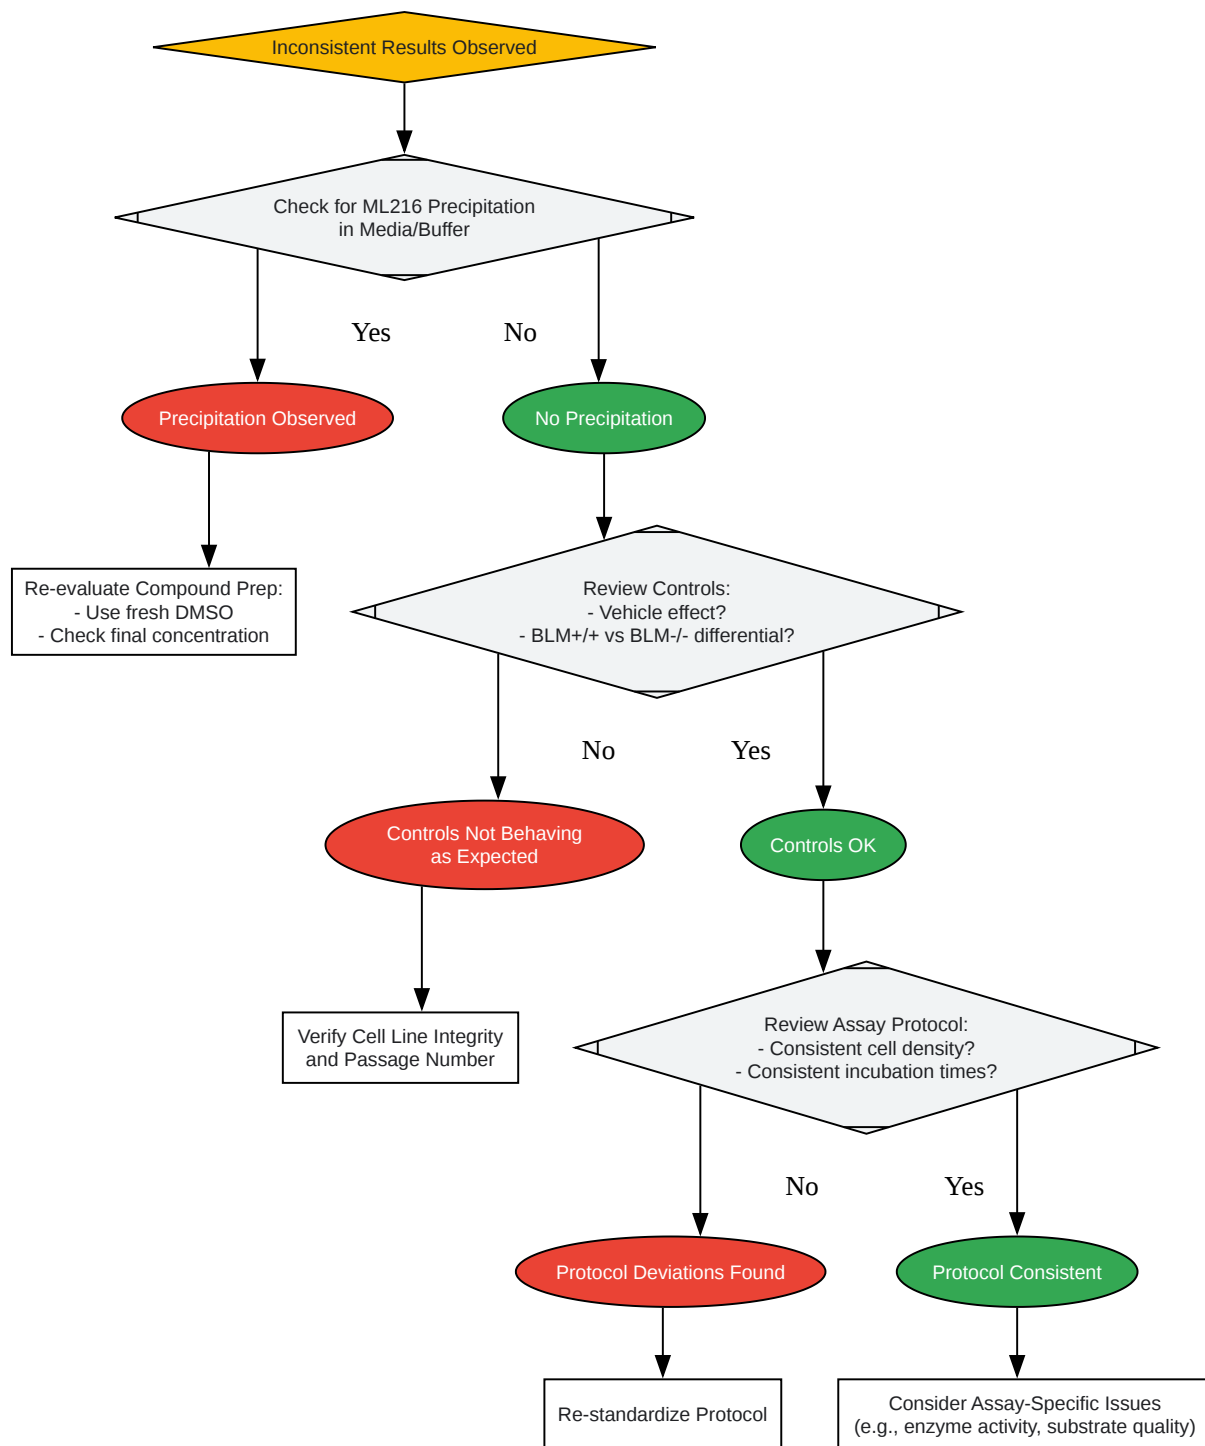 Inconsistent Results Observed
Check for ML216 Precipitation
in Media/Buffer
Yes
No
Precipitation Observed
No Precipitation
Re-evaluate Compound Prep:
- Use fresh DMSO
- Check final concentration
Review Controls:
- Vehicle effect?
- BLM+/+ vs BLM-/- differential?
No
Yes
Controls Not Behaving
as Expected
Controls OK
Verify Cell Line Integrity
and Passage Number
Review Assay Protocol:
- Consistent cell density?
- Consistent incubation times?
No
Yes
Protocol Deviations Found
Protocol Consistent
Re-standardize Protocol
Consider Assay-Specific Issues
(e.g., enzyme activity, substrate quality)